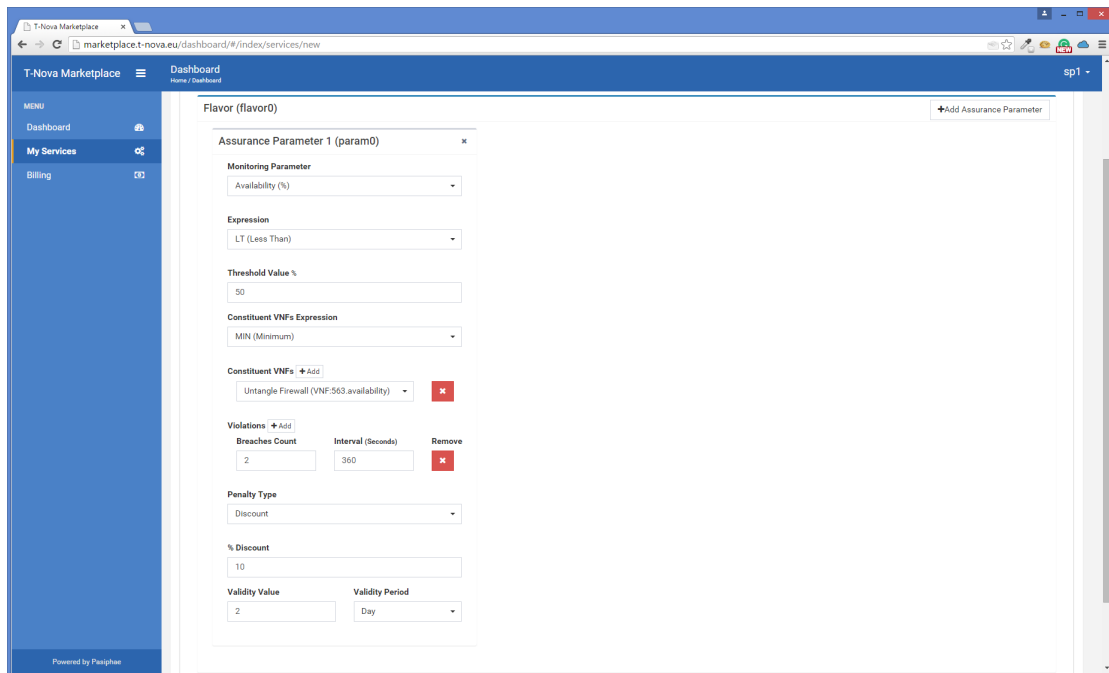 T-Nova Marketplace
marketplace.t-nova.eu/dashboard/#/index/services/new
NEW
T-Nova Marketplace
Dashboard
Home / Dashboard
sp1
MENU
Dashboard
My Services
Billing
Flavor (flavor0)
+Add Assurance Parameter
Assurance Parameter 1 (param0)
Monitoring Parameter
Availability (%)
Expression
LT (Less Than)
Threshold Value %
50
Constituent VNFs Expression
MIN (Minimum)
Constituent VNFs +Add
Untangle Firewall (VNF:563.availability)
Violations +Add
Breaches Count Interval (Seconds) Remove
2 360
Penalty Type
Discount
% Discount
10
Validity Value Validity Period
2 Day
Powered by Pasiphae